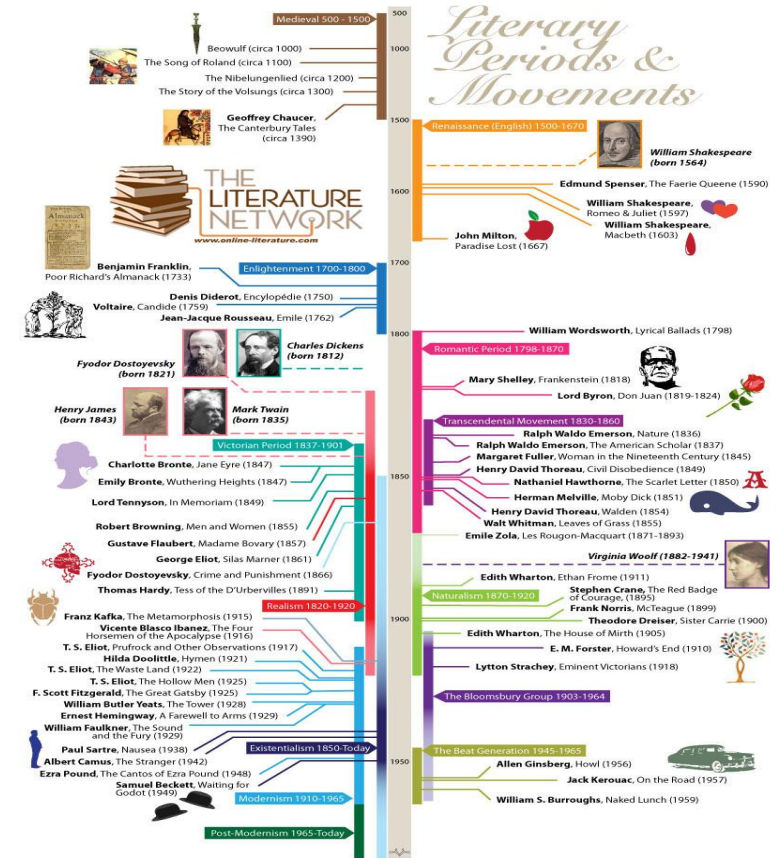 Literary
Periods &
Movements
Medieval 500 - 1500
500
Beowulf (circa 1000)
1000
The Song of Roland (circa 1100)
The Nibelungenlied (circa 1200)
The Story of the Volsungs (circa 1300)
Geoffrey Chaucer,
The Canterbury Tales
(circa 1390)
1500
Renaissance (English) 1500-1670
William Shakespeare
(born 1564)
Edmund Spenser, The Faerie Queene (1590)
1600
William Shakespeare,
Romeo & Juliet (1597)
William Shakespeare,
Macbeth (1603)
John Milton,
Paradise Lost (1667)
THE
LITERATURE
NETWORK
www.online-literature.com
Almanack
1700
Enlightenment 1700-1800
Benjamin Franklin,
Poor Richard's Almanack (1733)
Denis Diderot, Encylopédie (1750)
Voltaire, Candide (1759)
Jean-Jacque Rousseau, Emile (1762)
1800
William Wordsworth, Lyrical Ballads (1798)
Romantic Period 1798-1870
Charles Dickens
(born 1812)
Fyodor Dostoyevsky
(born 1821)
Mary Shelley, Frankenstein (1818)
Lord Byron, Don Juan (1819-1824)
Henry James
(born 1843)
Mark Twain
(born 1835)
Transcendental Movement 1830-1860
Ralph Waldo Emerson, Nature (1836)
Ralph Waldo Emerson, The American Scholar (1837)
Margaret Fuller, Woman in the Nineteenth Century (1845)
Henry David Thoreau, Civil Disobedience (1849)
Nathaniel Hawthorne, The Scarlet Letter (1850)
A
Herman Melville, Moby Dick (1851)
Henry David Thoreau, Walden (1854)
Walt Whitman, Leaves of Grass (1855)
Emile Zola, Les Rougon-Macquart (1871-1893)
Victorian Period 1837-1901
Charlotte Bronte, Jane Eyre (1847)
Emily Bronte, Wuthering Heights (1847)
1850
Lord Tennyson, In Memoriam (1849)
Robert Browning, Men and Women (1855)
Gustave Flaubert, Madame Bovary (1857)
George Eliot, Silas Marner (1861)
Fyodor Dostoyevsky, Crime and Punishment (1866)
Thomas Hardy, Tess of the D'Urbervilles (1891)
Realism 1820-1920
Virginia Woolf (1882-1941)
Edith Wharton, Ethan Frome (1911)
Naturalism 1870-1920
Stephen Crane, The Red Badge
of Courage, (1895)
Frank Norris, McTeague (1899)
Theodore Dreiser, Sister Carrie (1900)
1900
Edith Wharton, The House of Mirth (1905)
E. M. Forster, Howard's End (1910)
Lytton Strachey, Eminent Victorians (1918)
The Bloomsbury Group 1903-1964
Franz Kafka, The Metamorphosis (1915)
Vicente Blasco Ibanez, The Four
Horsemen of the Apocalypse (1916)
T. S. Eliot, Prufrock and Other Observations (1917)
Hilda Doolittle, Hymen (1921)
T. S. Eliot, The Waste Land (1922)
T. S. Eliot, The Hollow Men (1925)
F. Scott Fitzgerald, The Great Gatsby (1925)
William Butler Yeats, The Tower (1928)
Ernest Hemingway, A Farewell to Arms (1929)
William Faulkner, The Sound
and the Fury (1929)
Paul Sartre, Nausea (1938)
Existentialism 1850-Today
Albert Camus, The Stranger (1942)
Ezra Pound, The Cantos of Ezra Pound (1948)
Samuel Beckett, Waiting for
Godot (1949)
Modernism 1910-1965
Post-Modernism 1965-Today
The Beat Generation 1945-1965
1950
Allen Ginsberg, Howl (1956)
Jack Kerouac, On the Road (1957)
William S. Burroughs, Naked Lunch (1959)